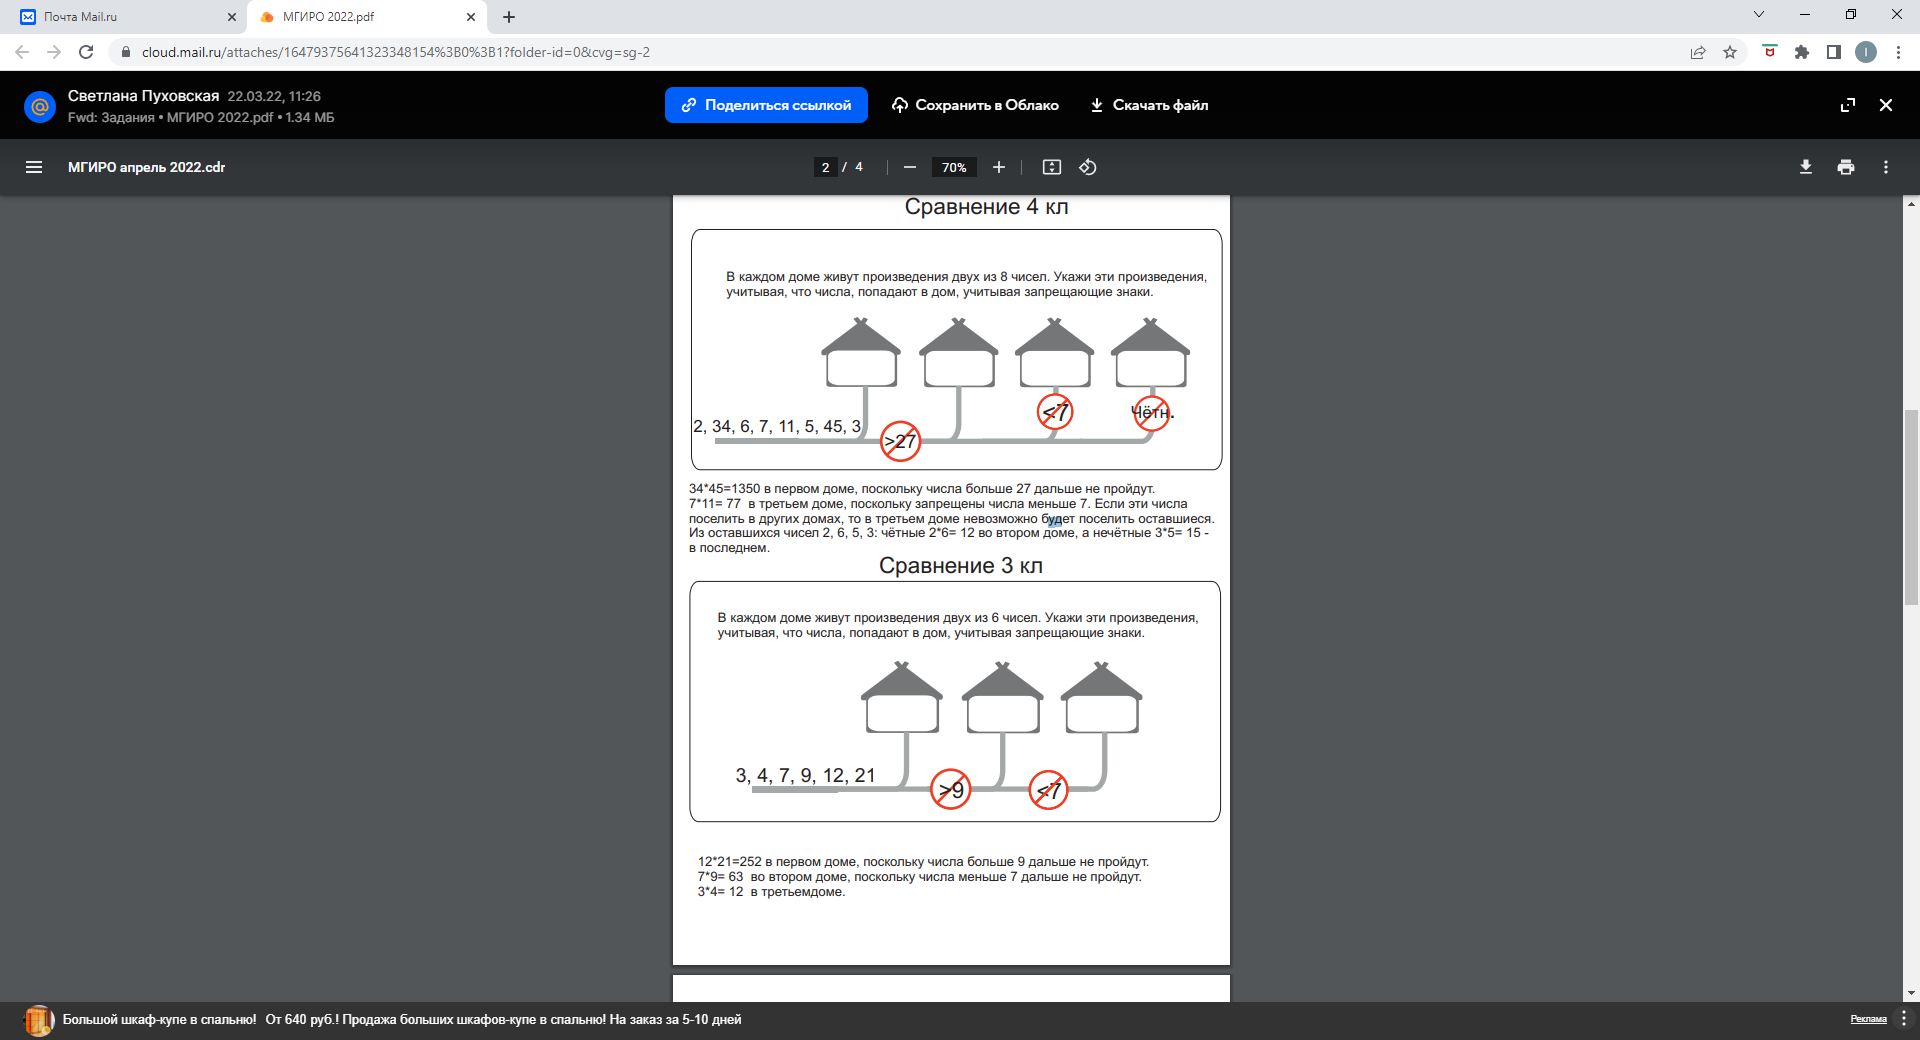 Почта Mail.ru
МГИРО 2022.pdf
cloud.mail.ru/attaches/16479375641323348154%3B0%3B1?folder-id=0&cvg=sg-2
I
Светлана Пуховская 22.03.22, 11:26
Fwd: Задания • МГИРО 2022.pdf • 1.34 МБ
Поделиться ссылкой
Сохранить в Облако
Скачать файл
МГИРО апрель 2022.cdr
2 / 4
70%
Сравнение 4 кл
В каждом доме живут произведения двух из 8 чисел. Укажи эти произведения,
учитывая, что числа, попадают в дом, учитывая запрещающие знаки.
<7
Чётн.
2, 34, 6, 7, 11, 5, 45, 3
>27
34*45=1350 в первом доме, поскольку числа больше 27 дальше не пройдут.
7*11= 77 в третьем доме, поскольку запрещены числа меньше 7. Если эти числа
поселить в других домах, то в третьем доме невозможно будет поселить оставшиеся.
Из оставшихся чисел 2, 6, 5, 3: чётные 2*6= 12 во втором доме, а нечётные 3*5= 15 -
в последнем.
Сравнение 3 кл
В каждом доме живут произведения двух из 6 чисел. Укажи эти произведения,
учитывая, что числа, попадают в дом, учитывая запрещающие знаки.
3, 4, 7, 9, 12, 21
>9
<7
12*21=252 в первом доме, поскольку числа больше 9 дальше не пройдут.
7*9= 63 во втором доме, поскольку числа меньше 7 дальше не пройдут.
3*4= 12 в третьемдоме.
Большой шкаф-купе в спальню! От 640 руб.! Продажа больших шкафов-купе в спальню! На заказ за 5-10 дней
Реклама